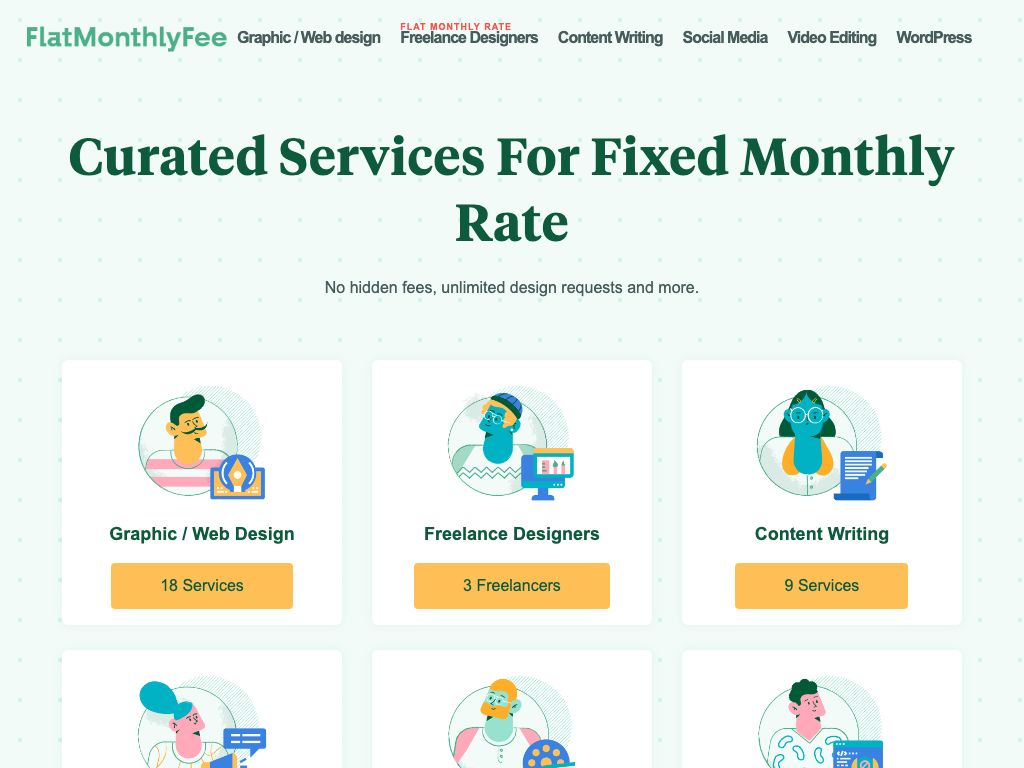 FlatMonthlyFee
Graphic / Web design
FLAT MONTHLY RATE
Freelance Designers
Content Writing
Social Media
Video Editing
WordPress
Curated Services For Fixed Monthly
Rate
No hidden fees, unlimited design requests and more.
Graphic / Web Design
18 Services
Freelance Designers
3 Freelancers
Content Writing
9 Services